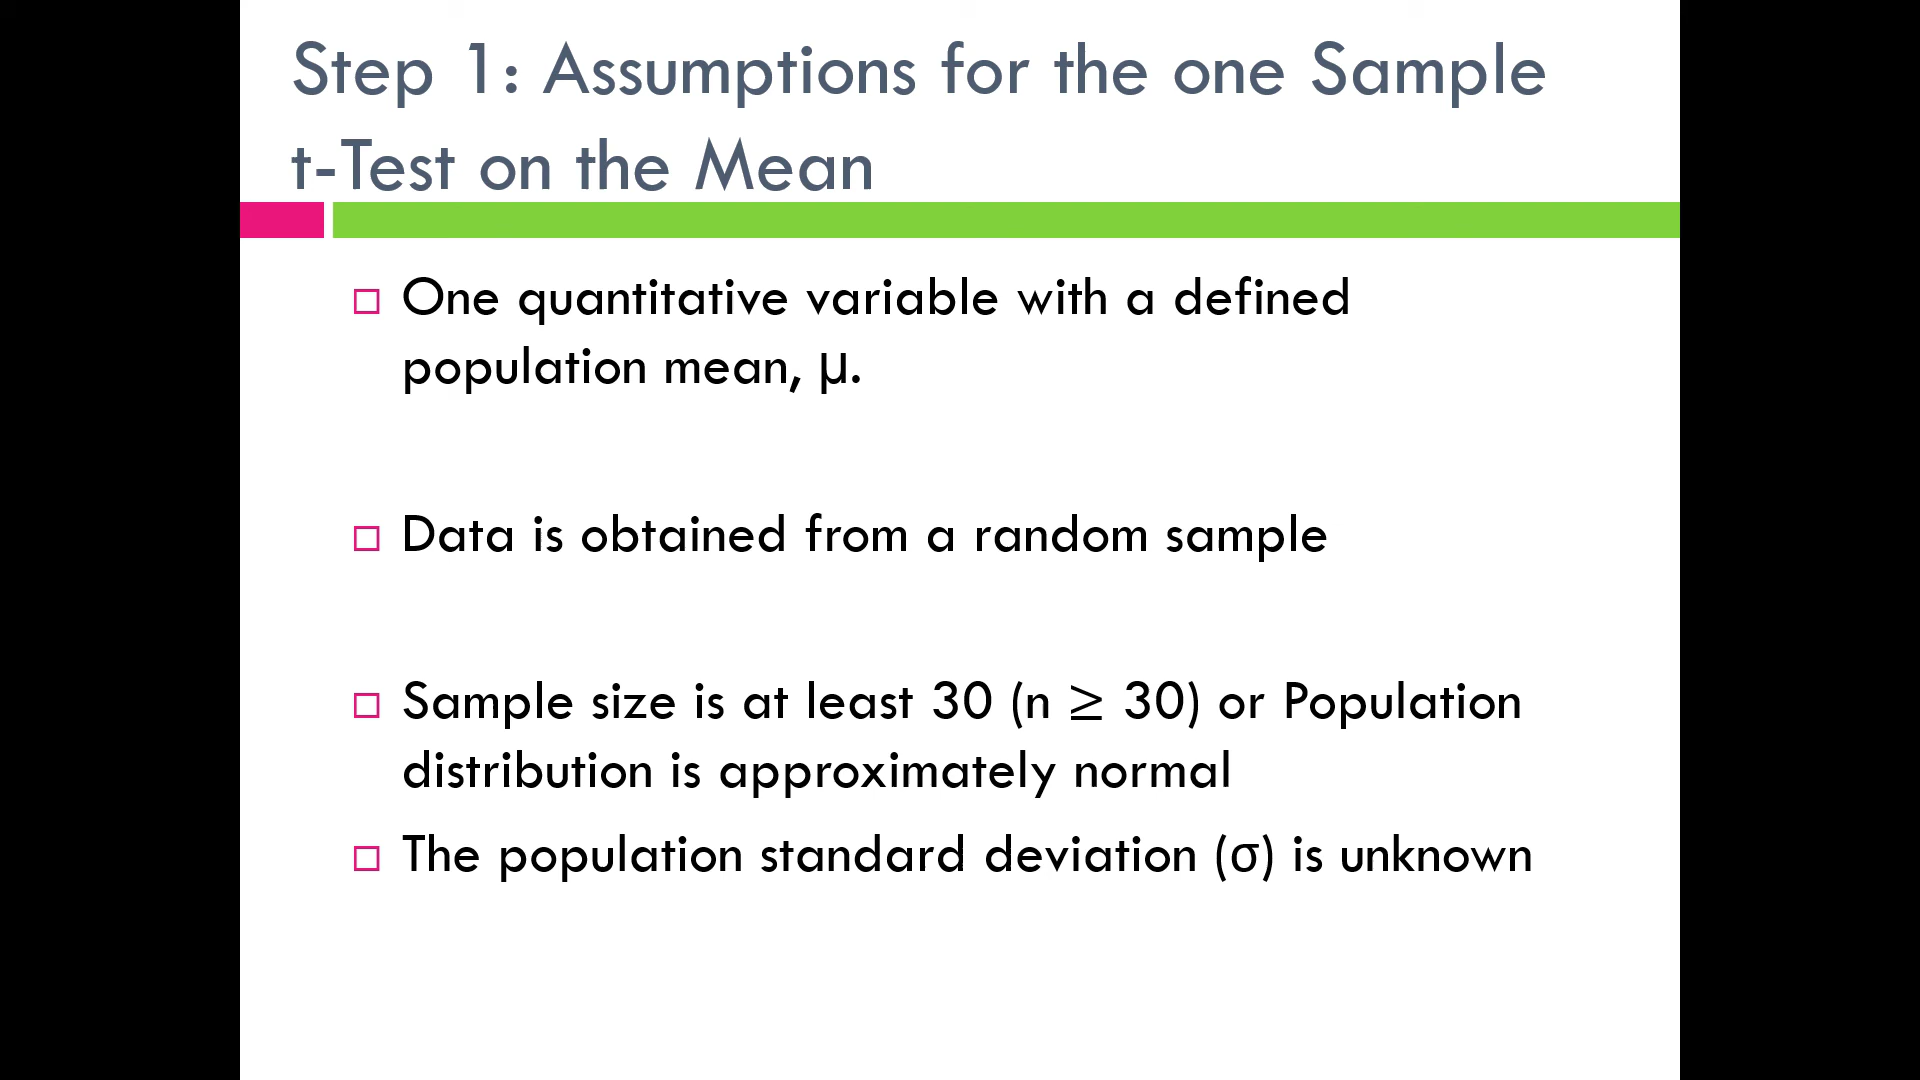 Step 1: Assumptions for the one Sample
t-Test on the Mean
One quantitative variable with a defined
population mean, μ.
Data is obtained from a random sample
Sample size is at least 30 (n ≥ 30) or Population
distribution is approximately normal
The population standard deviation (σ) is unknown